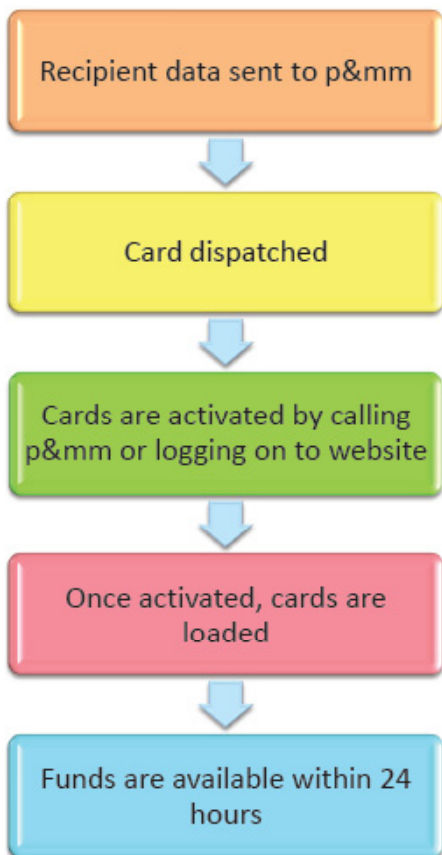 Recipient data sent to p&mm
Card dispatched
Cards are activated by calling
p&mm or logging on to website
Once activated, cards are
loaded
Funds are available within 24
hours